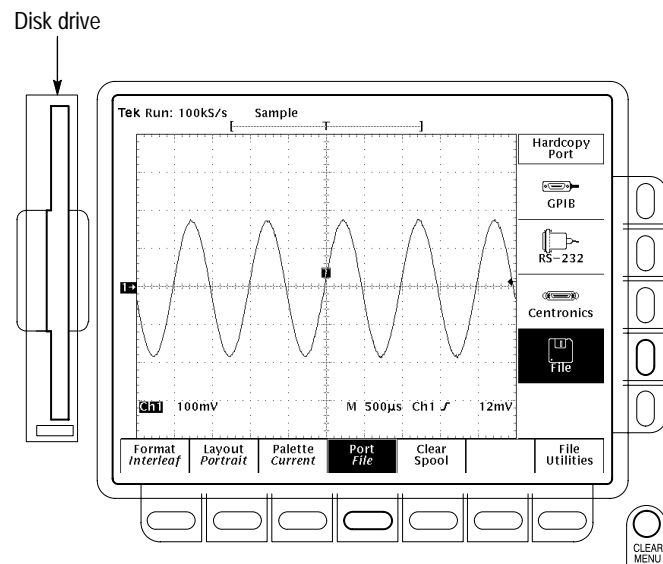 Disk drive
Tek Run: 100kS/s Sample
[ T ]
Hardcopy
Port
GPIB
RS-232
Centronics
File
T
1→
Ch1 100mV M 500µs Ch1 ƒ 12mV
Format
Interleaf
Layout
Portrait
Palette
Current
Port
File
Clear
Spool
File
Utilities
CLEAR
MENU